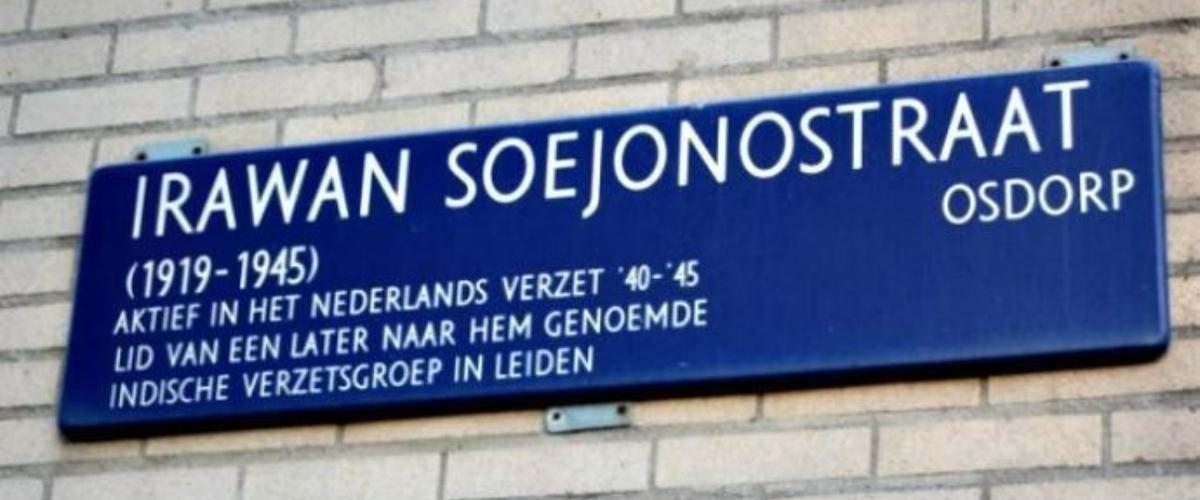 IRAWAN SOEJONOSTRAAT
OSDORP
(1919-1945)
AKTIEF IN HET NEDERLANDS VERZET '40-'45
LID VAN EEN LATER NAAR HEM GENOEMDE
INDISCHE VERZETSGROEP IN LEIDEN